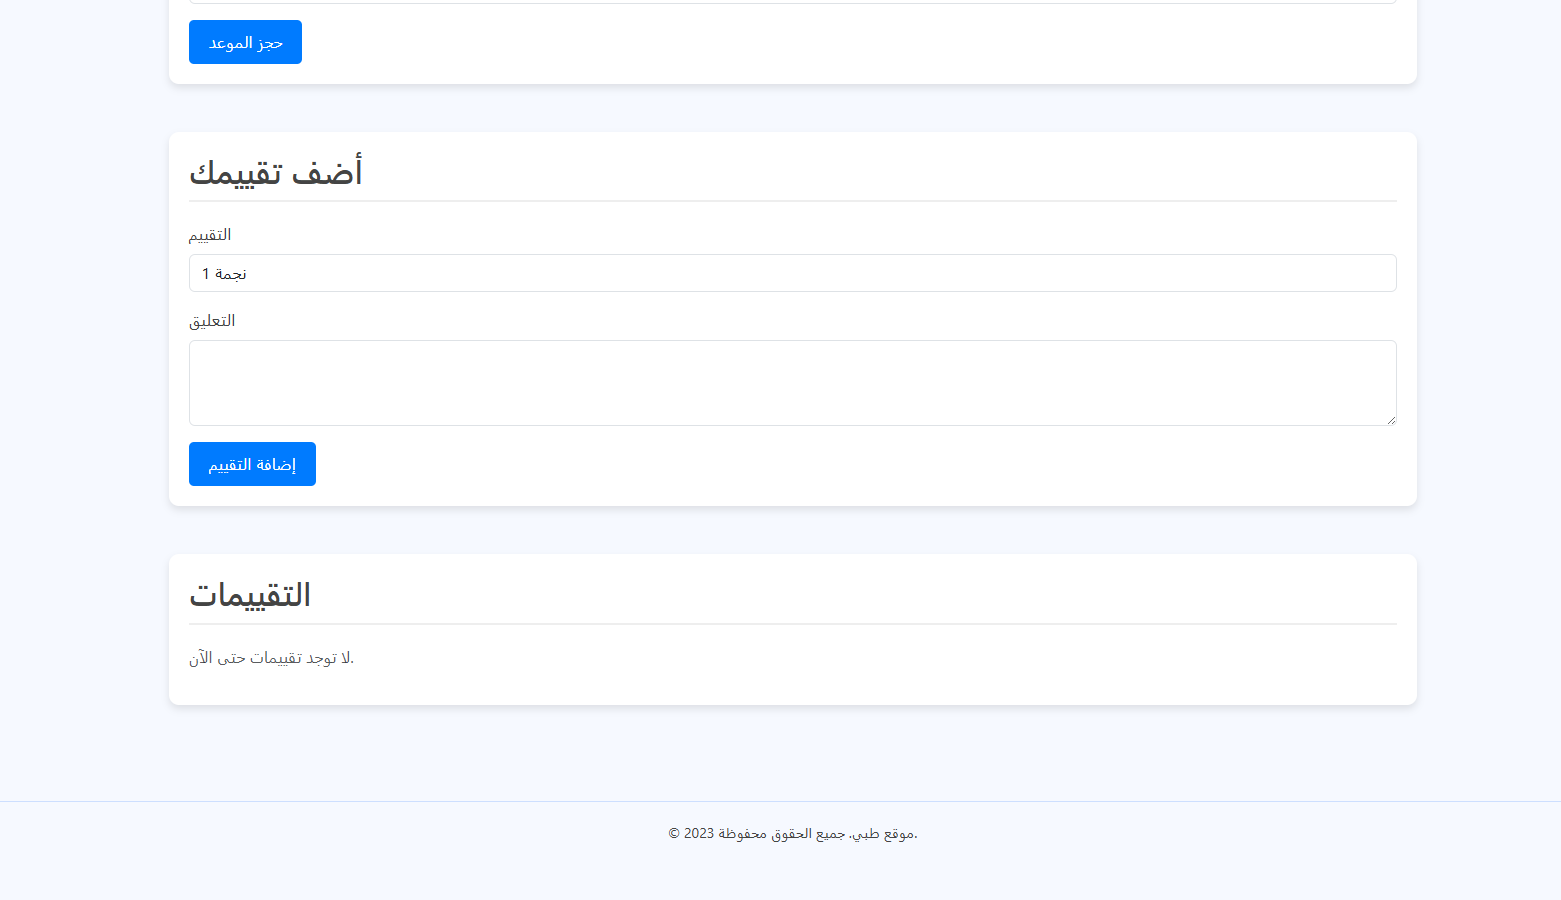 حجز الموعد
أضف تقييمك
التقييم
1 نجمة
التعليق
إضافة التقييم
التقييمات
لا توجد تقييمات حتى الآن.
© 2023 موقع طبي. جميع الحقوق محفوظة.